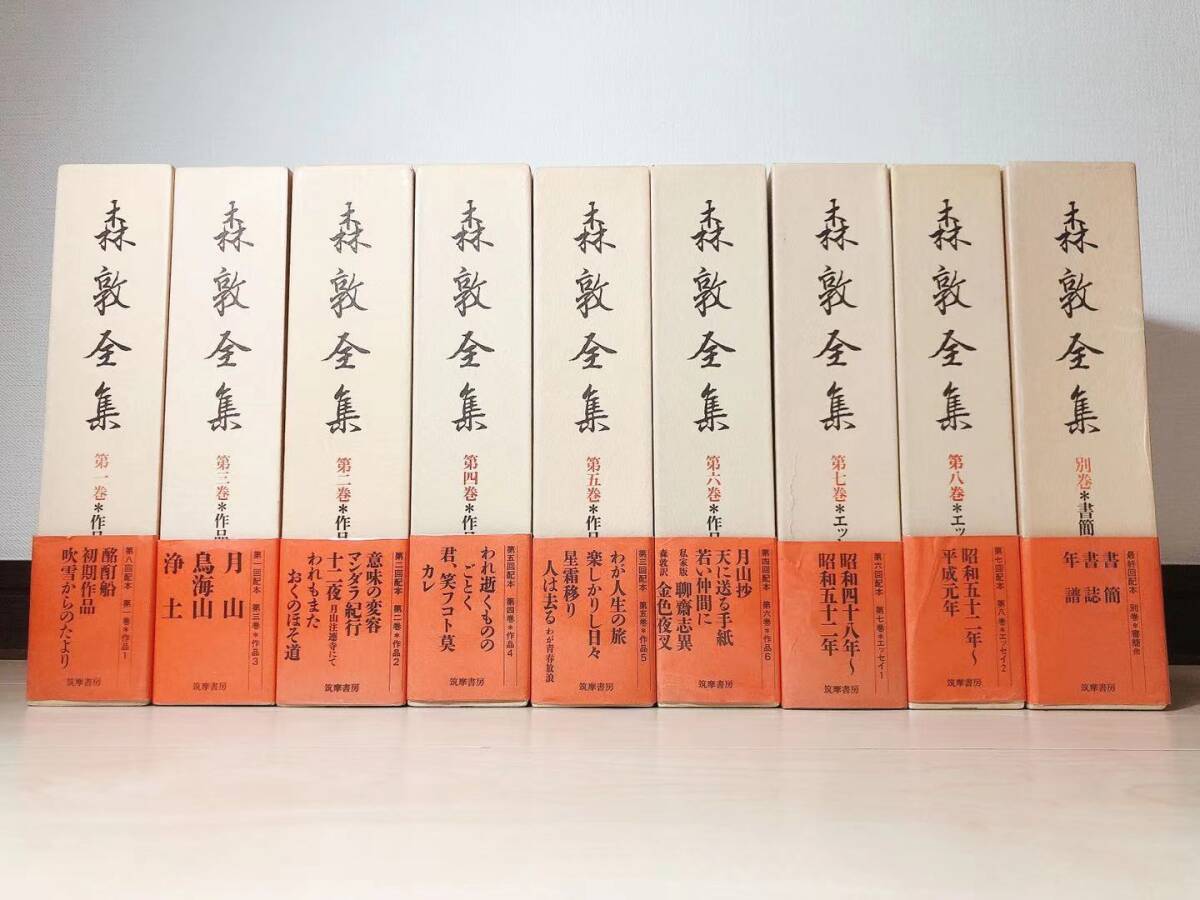 森敦全集
第一巻*作品
第八回配本 第一巻*作品1
酩酊船
初期作品
吹雪からのたより
筑摩書房
森敦全集
第三巻*作品
第一回配本 第三巻*作品3
月山
鳥海山
浄土
筑摩書房
森敦全集
第二巻*作品
第二回配本 第二巻*作品2
意味の変容
マンダラ紀行
十二夜 月山注連寺にて
われもまた
おくのほそ道
筑摩書房
森敦全集
第四巻*作品
第五回配本 第四巻*作品4
われ逝くものの
ごとく
君、笑フコト莫
カレ
筑摩書房
森敦全集
第五巻*作品
第三回配本 第五巻*作品5
わが人生の旅
楽しかりし日々
星霜移り
人は去る わが青春放浪
筑摩書房
森敦全集
第六巻*作品
第四回配本 第六巻*作品6
月山抄
天に送る手紙
若い仲間に
私家版 聊齋志異
森敦訳 金色夜叉
筑摩書房
森敦全集
第七巻*エッ
第六回配本 第七巻*エッセイ1
昭和四十八年〜
昭和五十二年
筑摩書房
森敦全集
第八巻*エッ
第七回配本 第八巻*エッセイ2
昭和五十二年〜
平成元年
筑摩書房
森敦全集
別巻*書簡
最終回配本 別巻*書簡他
書簡
書誌
年譜
筑摩書房